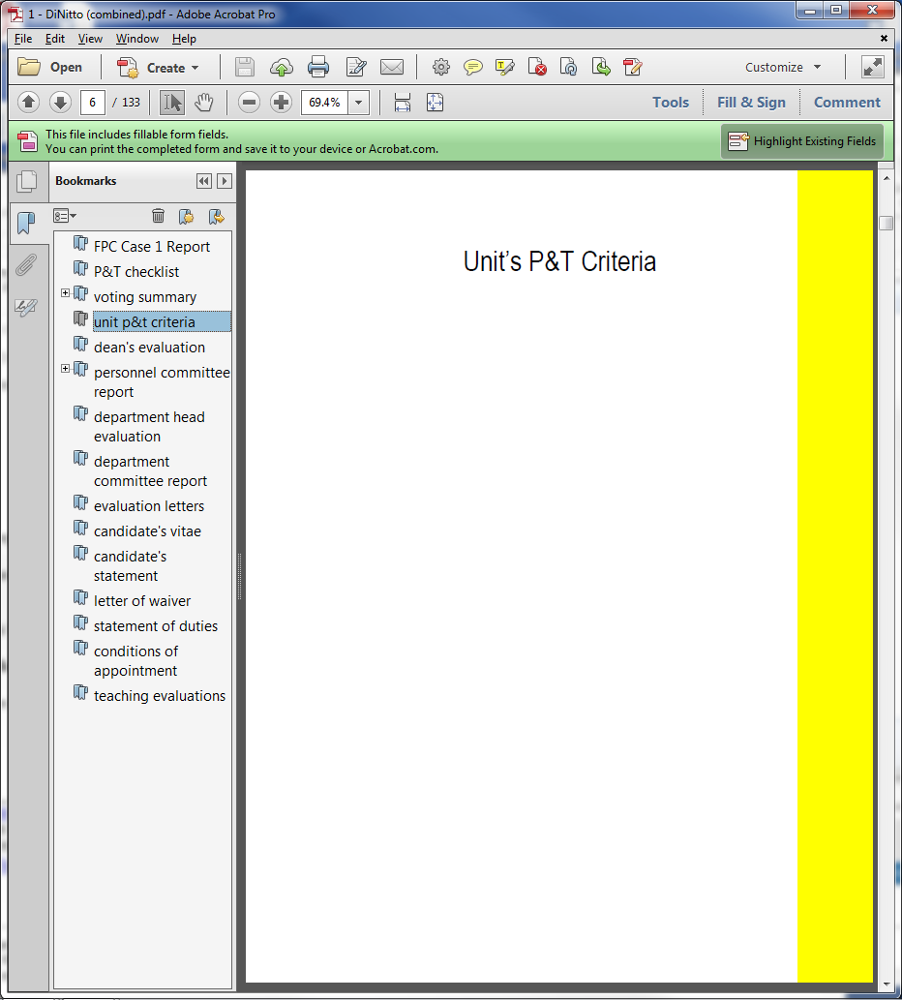 1 - DiNitto (combined).pdf - Adobe Acrobat Pro
File Edit View Window Help
Open Create Customize
6 / 133 69.4% Tools Fill & Sign Comment
This file includes fillable form fields.
You can print the completed form and save it to your device or Acrobat.com.
Highlight Existing Fields
Bookmarks
FPC Case 1 Report
P&T checklist
voting summary
unit p&t criteria
dean's evaluation
personnel committee
report
department head
evaluation
department
committee report
evaluation letters
candidate's vitae
candidate's
statement
letter of waiver
statement of duties
conditions of
appointment
teaching evaluations
Unit’s P&T Criteria